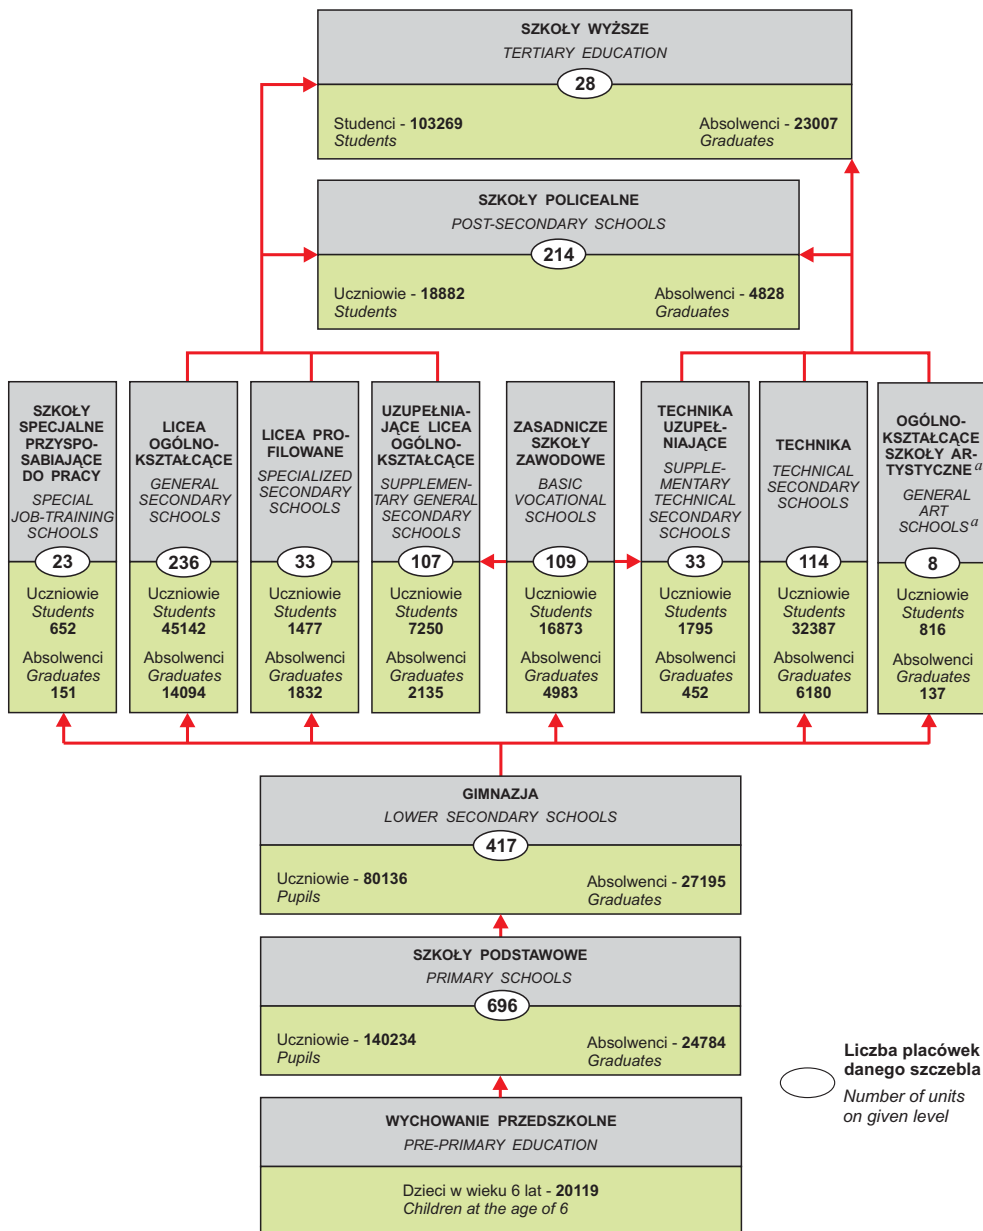 SZKOŁY WYŻSZE
TERTIARY EDUCATION
28
Studenci - 103269
Students
Absolwenci - 23007
Graduates
SZKOŁY POLICEALNE
POST-SECONDARY SCHOOLS
214
Uczniowie - 18882
Students
Absolwenci - 4828
Graduates
SZKOŁY
SPECJALNE
PRZYSPO-
SABIAJĄCE
DO PRACY
SPECIAL
JOB-TRAINING
SCHOOLS
23
Uczniowie
Students
652
Absolwenci
Graduates
151
LICEA
OGÓLNO-
KSZTAŁCĄCE
GENERAL
SECONDARY
SCHOOLS
236
Uczniowie
Students
45142
Absolwenci
Graduates
14094
LICEA PRO-
FILOWANE
SPECIALIZED
SECONDARY
SCHOOLS
33
Uczniowie
Students
1477
Absolwenci
Graduates
1832
UZUPEŁNIA-
JĄCE LICEA
OGÓLNO-
KSZTAŁCĄCE
SUPPLEMEN-
TARY GENERAL
SECONDARY
SCHOOLS
107
Uczniowie
Students
7250
Absolwenci
Graduates
2135
ZASADNICZE
SZKOŁY
ZAWODOWE
BASIC
VOCATIONAL
SCHOOLS
109
Uczniowie
Students
16873
Absolwenci
Graduates
4983
TECHNIKA
UZUPEŁ-
NIAJĄCE
SUPPLE-
MENTARY
TECHNICAL
SECONDARY
SCHOOLS
33
Uczniowie
Students
1795
Absolwenci
Graduates
452
TECHNIKA
TECHNICAL
SECONDARY
SCHOOLS
114
Uczniowie
Students
32387
Absolwenci
Graduates
6180
OGÓLNO-
KSZTAŁCĄCE
SZKOŁY AR-
TYSTYCZNE a
GENERAL
ART
SCHOOLS a
8
Uczniowie
Students
816
Absolwenci
Graduates
137
GIMNAZJA
LOWER SECONDARY SCHOOLS
417
Uczniowie - 80136
Pupils
Absolwenci - 27195
Graduates
SZKOŁY PODSTAWOWE
PRIMARY SCHOOLS
696
Uczniowie - 140234
Pupils
Absolwenci - 24784
Graduates
WYCHOWANIE PRZEDSZKOLNE
PRE-PRIMARY EDUCATION
Dzieci w wieku 6 lat - 20119
Children at the age of 6
Liczba placówek
danego szczebla
Number of units
on given level